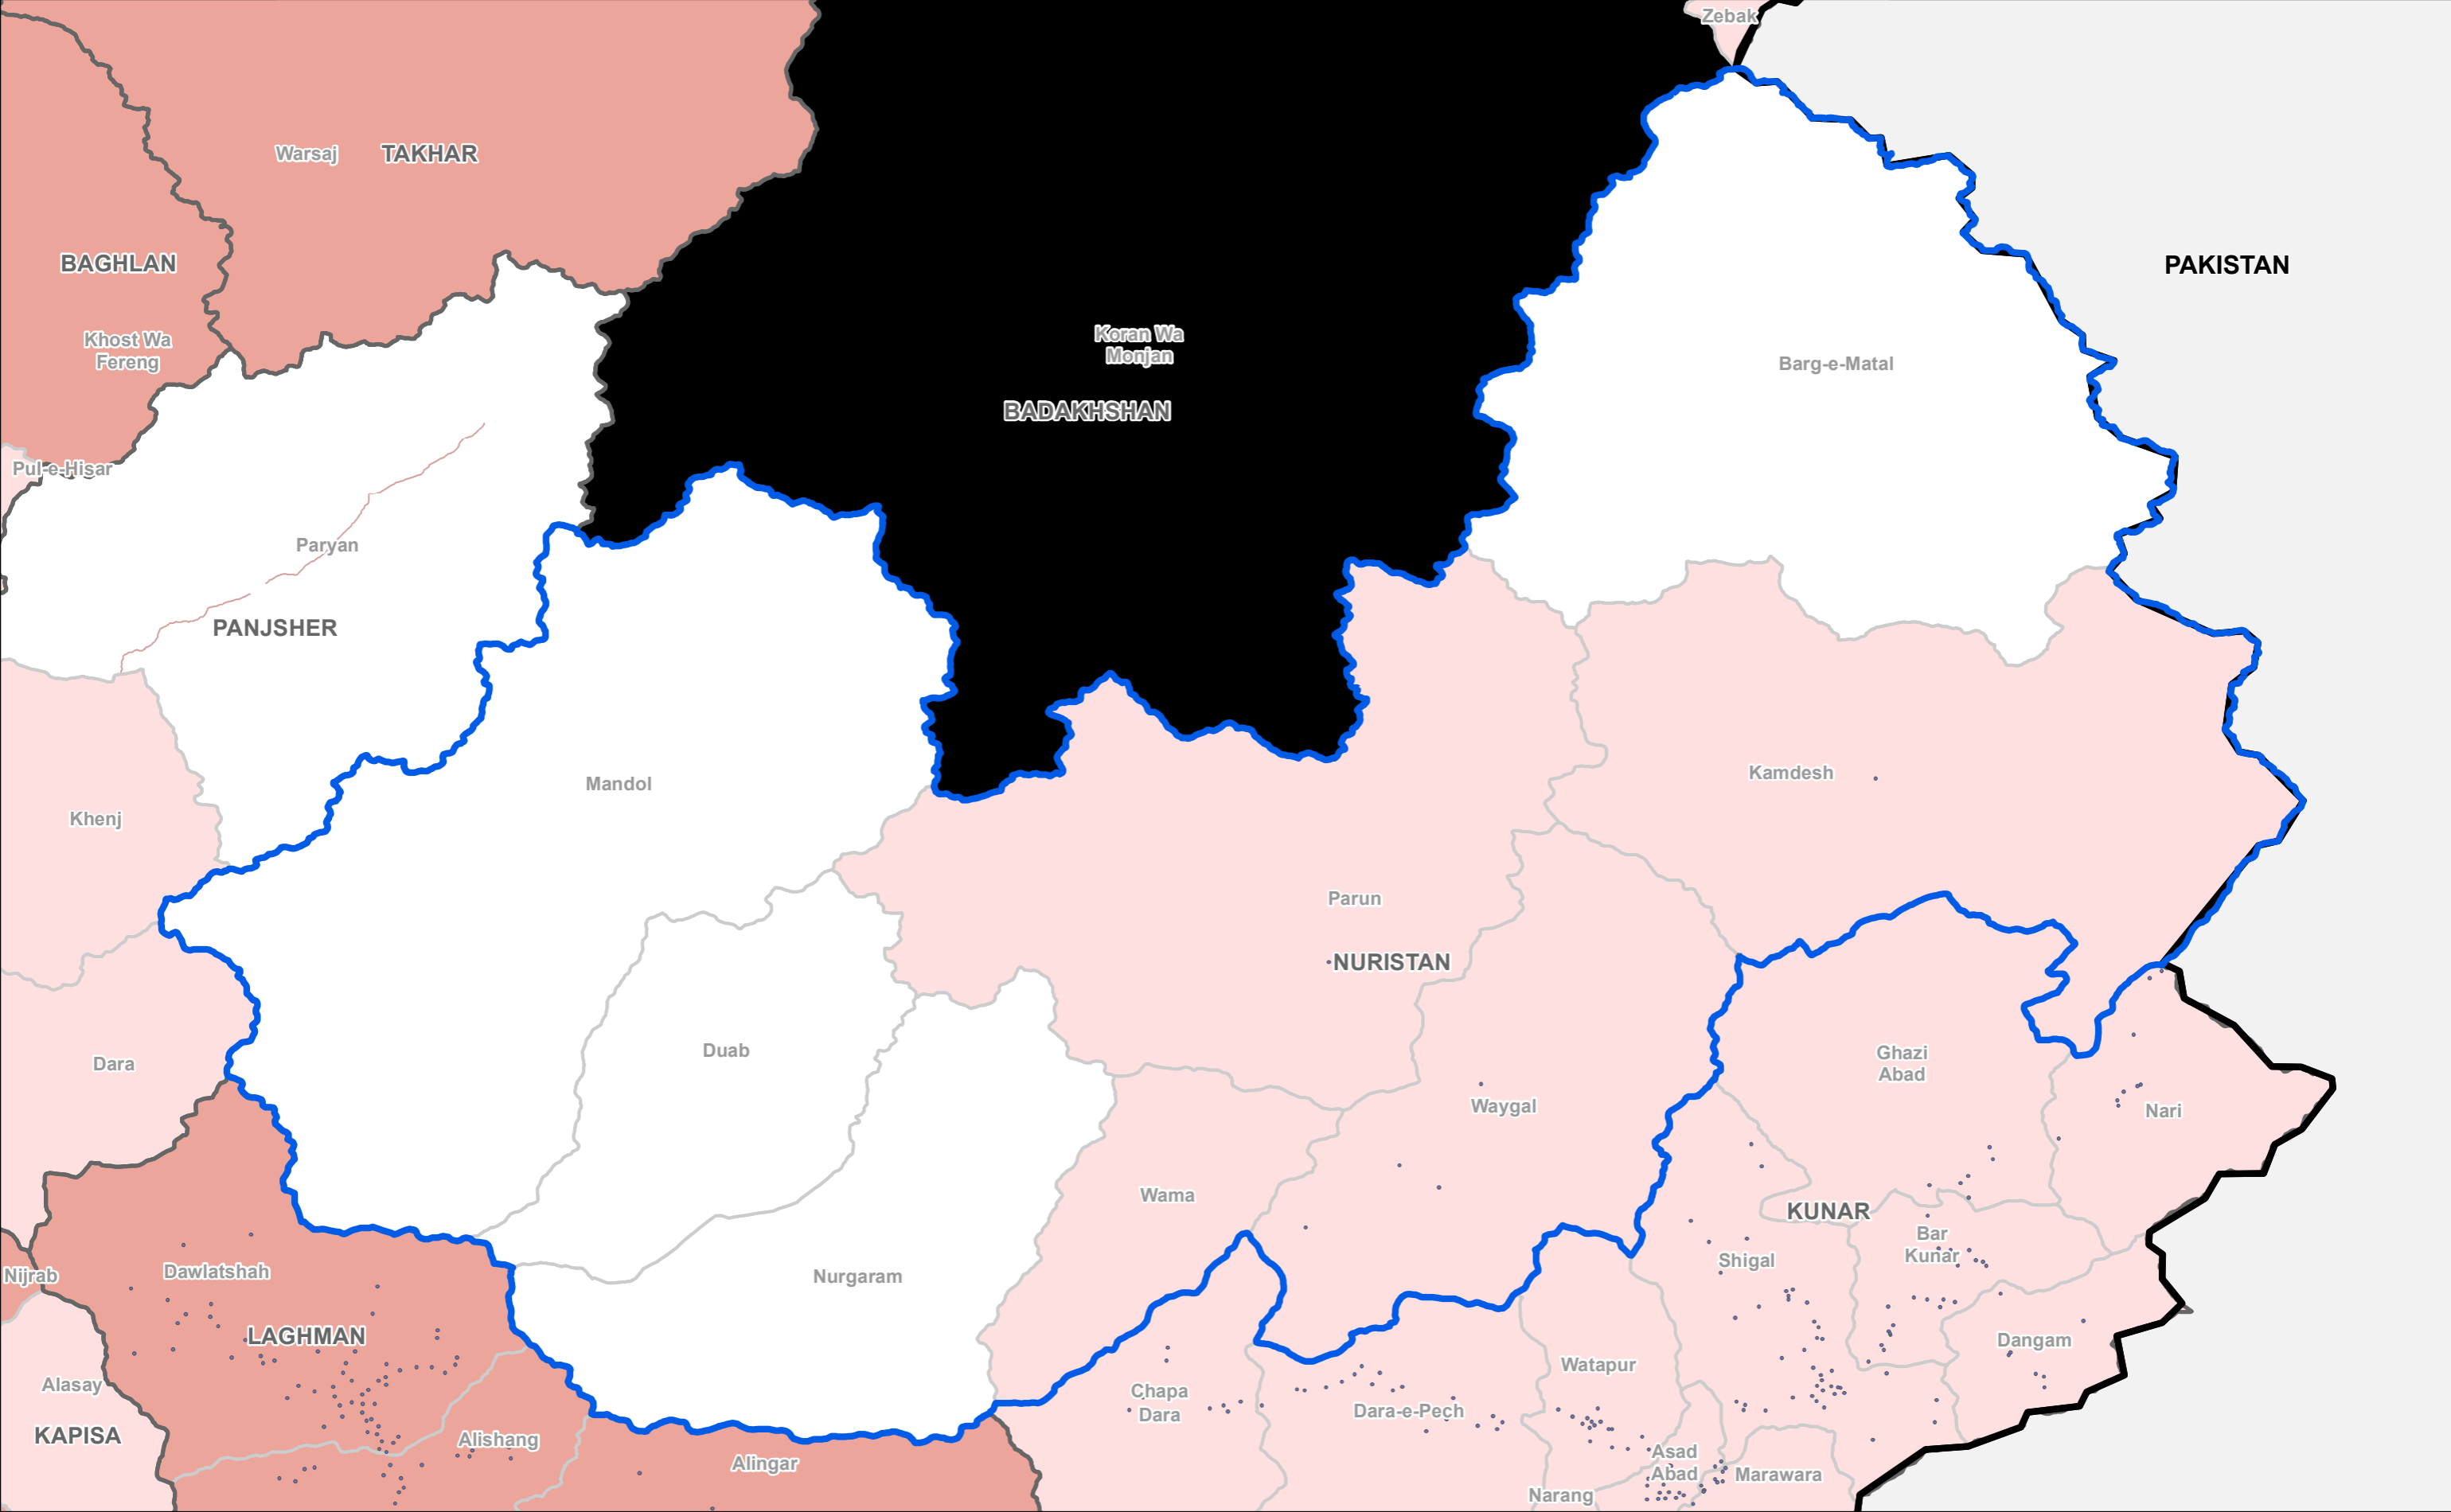 Zebak
Warsaj
TAKHAR
BAGHLAN
PAKISTAN
Khost Wa
Fereng
Koran Wa
Monjan
Barg-e-Matal
BADAKHSHAN
Pul-e-Hisar
Paryan
PANJSHER
Mandol
Kamdesh
Khenj
Parun
NURISTAN
Duab
Ghazi
Abad
Dara
Waygal
Nari
Wama
KUNAR
Bar
Kunar
Shigal
Nijrab
Dawlatshah
Nurgaram
LAGHMAN
Dangam
Watapur
Alasay
Chapa
Dara
Dara-e-Pech
KAPISA
Alishang
Alingar
Asad
Abad
Marawara
Narang